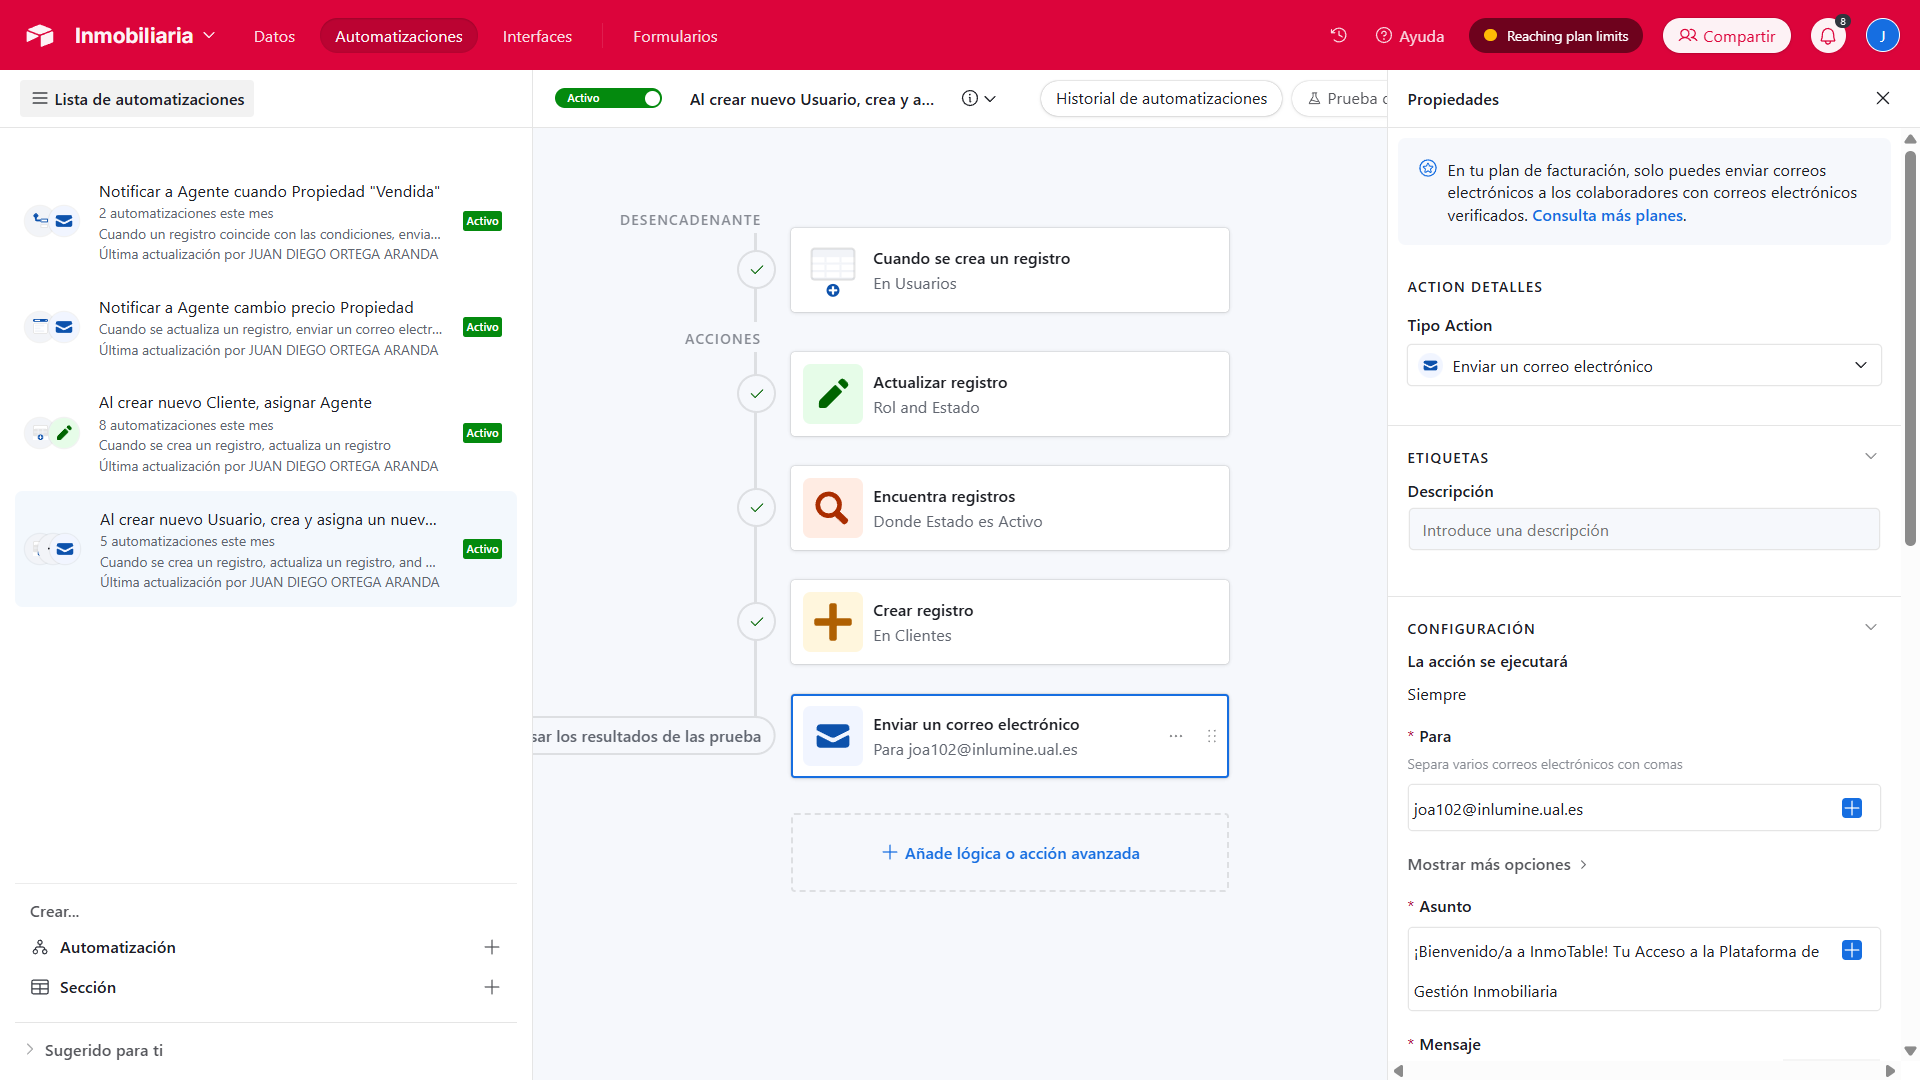 Inmobiliaria
Datos
Automatizaciones
Interfaces
Formularios
Ayuda
Reaching plan limits
Compartir
8
J
Lista de automatizaciones
Notificar a Agente cuando Propiedad "Vendida"
2 automatizaciones este mes
Cuando un registro coincide con las condiciones, envia...
Última actualización por JUAN DIEGO ORTEGA ARANDA
Activo
Notificar a Agente cambio precio Propiedad
Cuando se actualiza un registro, enviar un correo electr...
Última actualización por JUAN DIEGO ORTEGA ARANDA
Activo
Al crear nuevo Cliente, asignar Agente
8 automatizaciones este mes
Cuando se crea un registro, actualiza un registro
Última actualización por JUAN DIEGO ORTEGA ARANDA
Activo
Al crear nuevo Usuario, crea y asigna un nuev...
5 automatizaciones este mes
Cuando se crea un registro, actualiza un registro, and ...
Última actualización por JUAN DIEGO ORTEGA ARANDA
Activo
Crear...
Automatización
Sección
Sugerido para ti
Activo
Al crear nuevo Usuario, crea y a...
Historial de automatizaciones
Prueba
DESENCADENANTE
Cuando se crea un registro
En Usuarios
ACCIONES
Actualizar registro
Rol and Estado
Encuentra registros
Donde Estado es Activo
Crear registro
En Clientes
sar los resultados de las prueba
Enviar un correo electrónico
Para joa102@inlumine.ual.es
Añade lógica o acción avanzada
Propiedades
En tu plan de facturación, solo puedes enviar correos
electrónicos a los colaboradores con correos electrónicos
verificados. Consulta más planes.
ACTION DETALLES
Tipo Action
Enviar un correo electrónico
ETIQUETAS
Descripción
Introduce una descripción
CONFIGURACIÓN
La acción se ejecutará
Siempre
* Para
Separa varios correos electrónicos con comas
joa102@inlumine.ual.es
Mostrar más opciones
* Asunto
¡Bienvenido/a a InmoTable! Tu Acceso a la Plataforma de
Gestión Inmobiliaria
* Mensaje